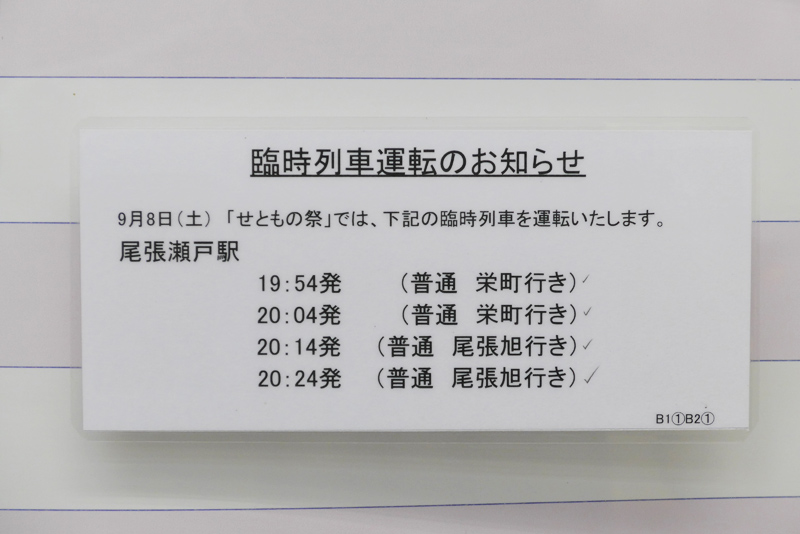 臨時列車運転のお知らせ
9月8日(土) 「せともの祭」では、下記の臨時列車を運転いたします。
尾張瀬戸駅
19:54発 (普通 栄町行き)✓
20:04発 (普通 栄町行き)✓
20:14発 (普通 尾張旭行き)✓
20:24発 (普通 尾張旭行き)✓
B1①B2①